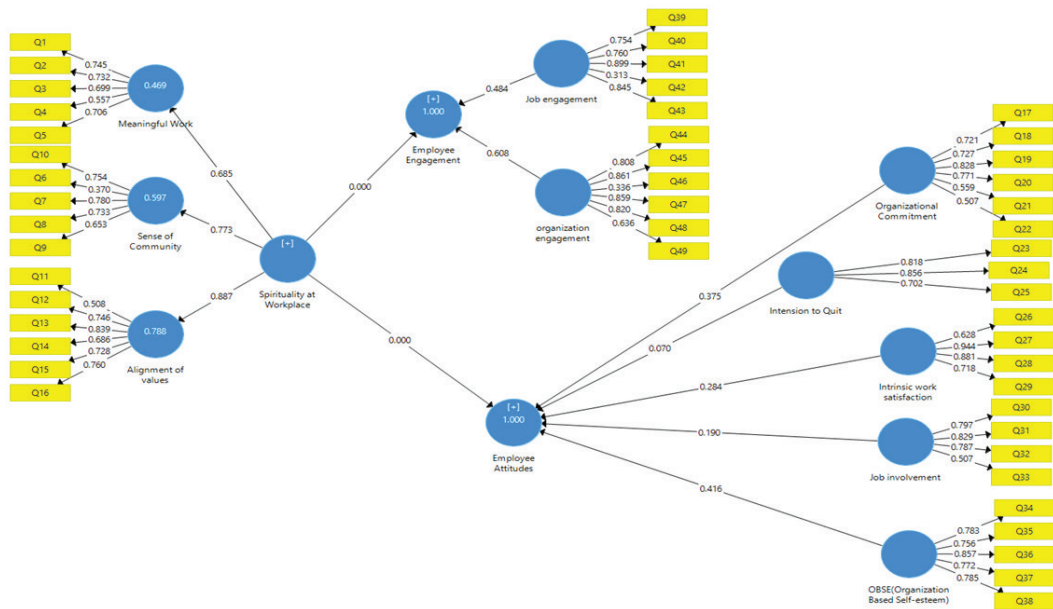 Q1
Q2
Q3
Q4
Q5
0.745
0.732
0.699
0.557
0.706
0.469
Meaningful Work
Q10
Q6
Q7
Q8
Q9
0.754
0.370
0.780
0.733
0.653
0.597
Sense of
Community
Q11
Q12
Q13
Q14
Q15
Q16
0.508
0.746
0.839
0.686
0.728
0.760
0.788
Alignment of
values
0.685
0.773
0.887
[+]
Spirituality at
Workplace
0.000
0.000
[+]
1.000
Employee
Engagement
0.484
0.608
Job engagement
0.754
0.760
0.899
0.313
0.845
Q39
Q40
Q41
Q42
Q43
organization
engagement
0.808
0.861
0.336
0.859
0.820
0.636
Q44
Q45
Q46
Q47
Q48
Q49
[+]
1.000
Employee
Attitudes
0.375
0.070
0.284
0.190
0.416
Organizational
Commitment
0.721
0.727
0.828
0.771
0.559
0.507
Q17
Q18
Q19
Q20
Q21
Q22
Intension to Quit
0.818
0.856
0.702
Q23
Q24
Q25
Intrinsic work
satisfaction
0.628
0.944
0.881
0.718
Q26
Q27
Q28
Q29
Job involvement
0.797
0.829
0.787
0.507
Q30
Q31
Q32
Q33
OBSE(Organization
Based Self-esteem)
0.783
0.756
0.857
0.772
0.785
Q34
Q35
Q36
Q37
Q38